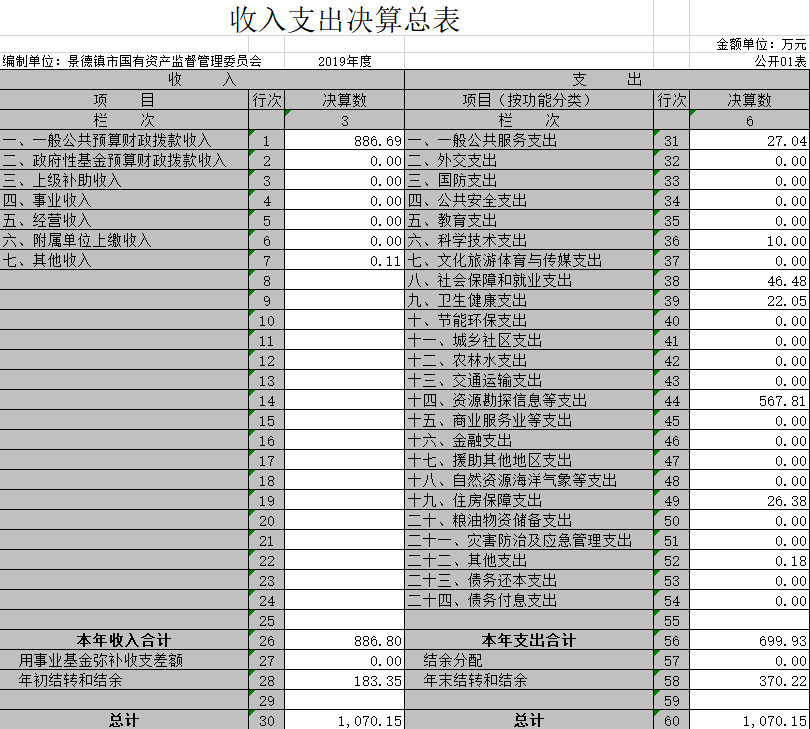 收入支出决算总表
金额单位：万元
编制单位：景德镇市国有资产监督管理委员会 2019年度 公开01表
收 入 支 出
项 目 行次 决算数 项目（按功能分类） 行次 决算数
栏 次 3 栏 次 6
一、一般公共预算财政拨款收入 1 886.69 一、一般公共服务支出 31 27.04
二、政府性基金预算财政拨款收入 2 0.00 二、外交支出 32 0.00
三、上级补助收入 3 0.00 三、国防支出 33 0.00
四、事业收入 4 0.00 四、公共安全支出 34 0.00
五、经营收入 5 0.00 五、教育支出 35 0.00
六、附属单位上缴收入 6 0.00 六、科学技术支出 36 10.00
七、其他收入 7 0.11 七、文化旅游体育与传媒支出 37 0.00
8 八、社会保障和就业支出 38 46.48
9 九、卫生健康支出 39 22.05
10 十、节能环保支出 40 0.00
11 十一、城乡社区支出 41 0.00
12 十二、农林水支出 42 0.00
13 十三、交通运输支出 43 0.00
14 十四、资源勘探信息等支出 44 567.81
15 十五、商业服务业等支出 45 0.00
16 十六、金融支出 46 0.00
17 十七、援助其他地区支出 47 0.00
18 十八、自然资源海洋气象等支出 48 0.00
19 十九、住房保障支出 49 26.38
20 二十、粮油物资储备支出 50 0.00
21 二十一、灾害防治及应急管理支出 51 0.00
22 二十二、其他支出 52 0.18
23 二十三、债务还本支出 53 0.00
24 二十四、债务付息支出 54 0.00
25 55
本年收入合计 26 886.80 本年支出合计 56 699.93
用事业基金弥补收支差额 27 0.00 结余分配 57 0.00
年初结转和结余 28 183.35 年末结转和结余 58 370.22
29 59
总计 30 1,070.15 总计 60 1,070.15